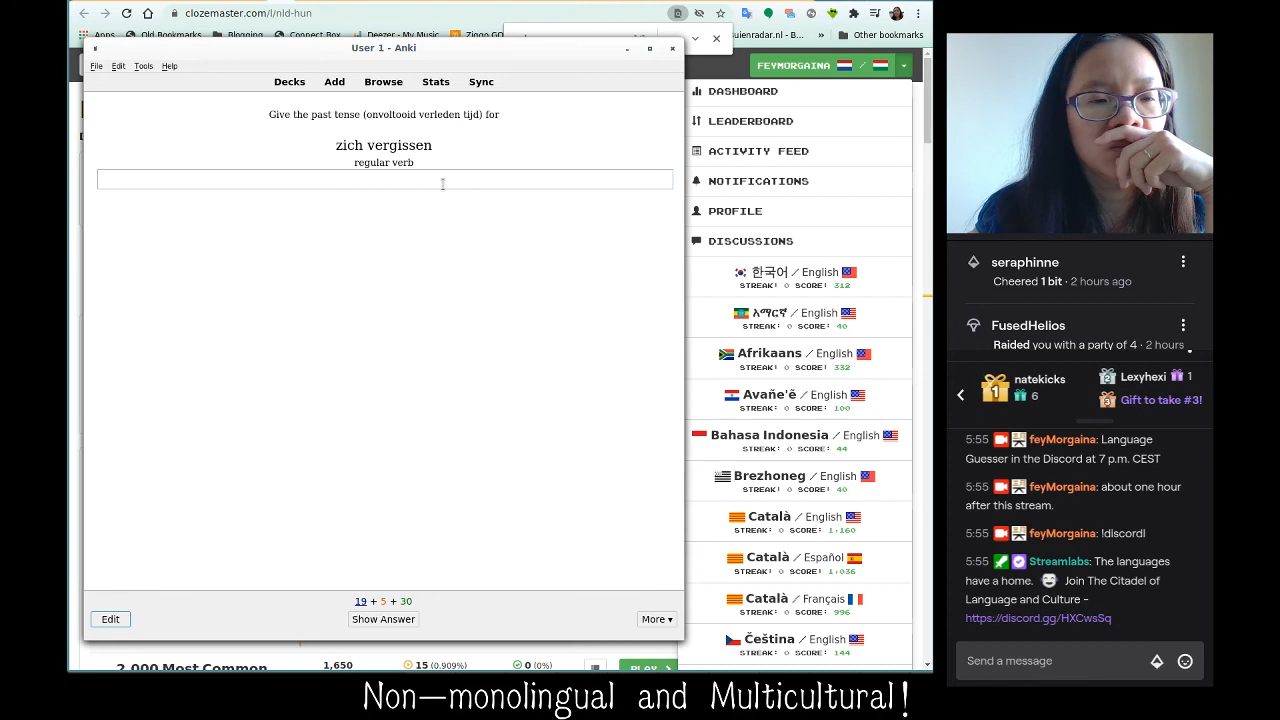 clozemaster.com/l/nld-hun
Apps Old Bookmarks Blogging Connect Box Deezer - My Music Ziggo GO Buienradar.nl - B... » Other bookmarks
User 1 - Anki
File Edit Tools Help
Decks Add Browse Stats Sync
Give the past tense (onvoltooid verleden tijd) for
zich vergissen
regular verb
19 + 5 + 30
Edit Show Answer More ▾
2,000 Most Common 1,650 15 (0.909%) 0 (0%) PLAY
FEYMORGAINA /
DASHBOARD
LEADERBOARD
ACTIVITY FEED
NOTIFICATIONS
PROFILE
DISCUSSIONS
한국어 / English
STREAK: 0 SCORE: 312
አማርኛ / English
STREAK: 0 SCORE: 40
Afrikaans / English
STREAK: 0 SCORE: 332
Avañe'ẽ / English
STREAK: 0 SCORE: 100
Bahasa Indonesia / English
STREAK: 0 SCORE: 44
Brezhoneg / English
STREAK: 0 SCORE: 40
Català / English
STREAK: 0 SCORE: 1,160
Català / Español
STREAK: 0 SCORE: 1,036
Català / Français
STREAK: 0 SCORE: 996
Čeština / English
STREAK: 0 SCORE: 144
seraphinne
Cheered 1 bit · 2 hours ago
FusedHelios
Raided you with a party of 4 · 2 hours
natekicks
6
Lexyhexi 1
Gift to take #3!
5:55 feyMorgaina: Language
Guesser in the Discord at 7 p.m. CEST
5:55 feyMorgaina: about one hour
after this stream.
5:55 feyMorgaina: !discordl
5:55 Streamlabs: The languages
have a home. Join The Citadel of
Language and Culture -
https://discord.gg/HXCwsSq
Send a message
Non—monolingual and Multicultural!